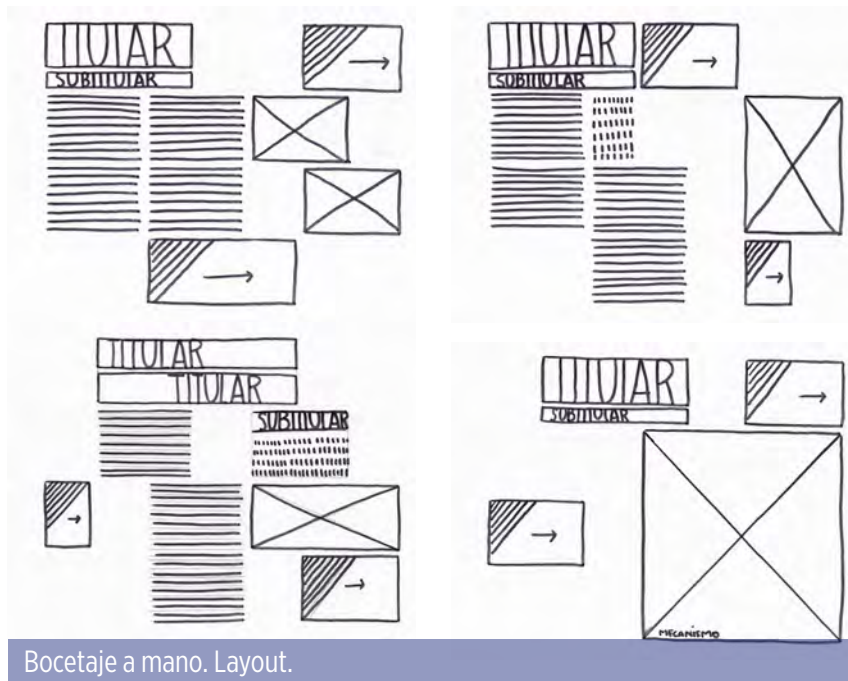 TITULAR
SUBTITULAR
TITULAR
SUBTITULAR
TITULAR
TITULAR
SUBTITULAR
TITULAR
SUBTITULAR
MECANISMO
Bocetaje a mano. Layout.